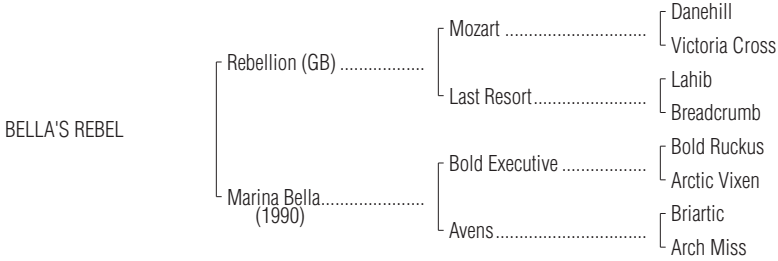 Danehill
Mozart ..............................
Victoria Cross
Rebellion (GB) ..................
Lahib
Last Resort........................
Breadcrumb
BELLA'S REBEL
Bold Ruckus
Bold Executive ..................
Arctic Vixen
Marina Bella......................
(1990)
Briartic
Avens................................
Arch Miss